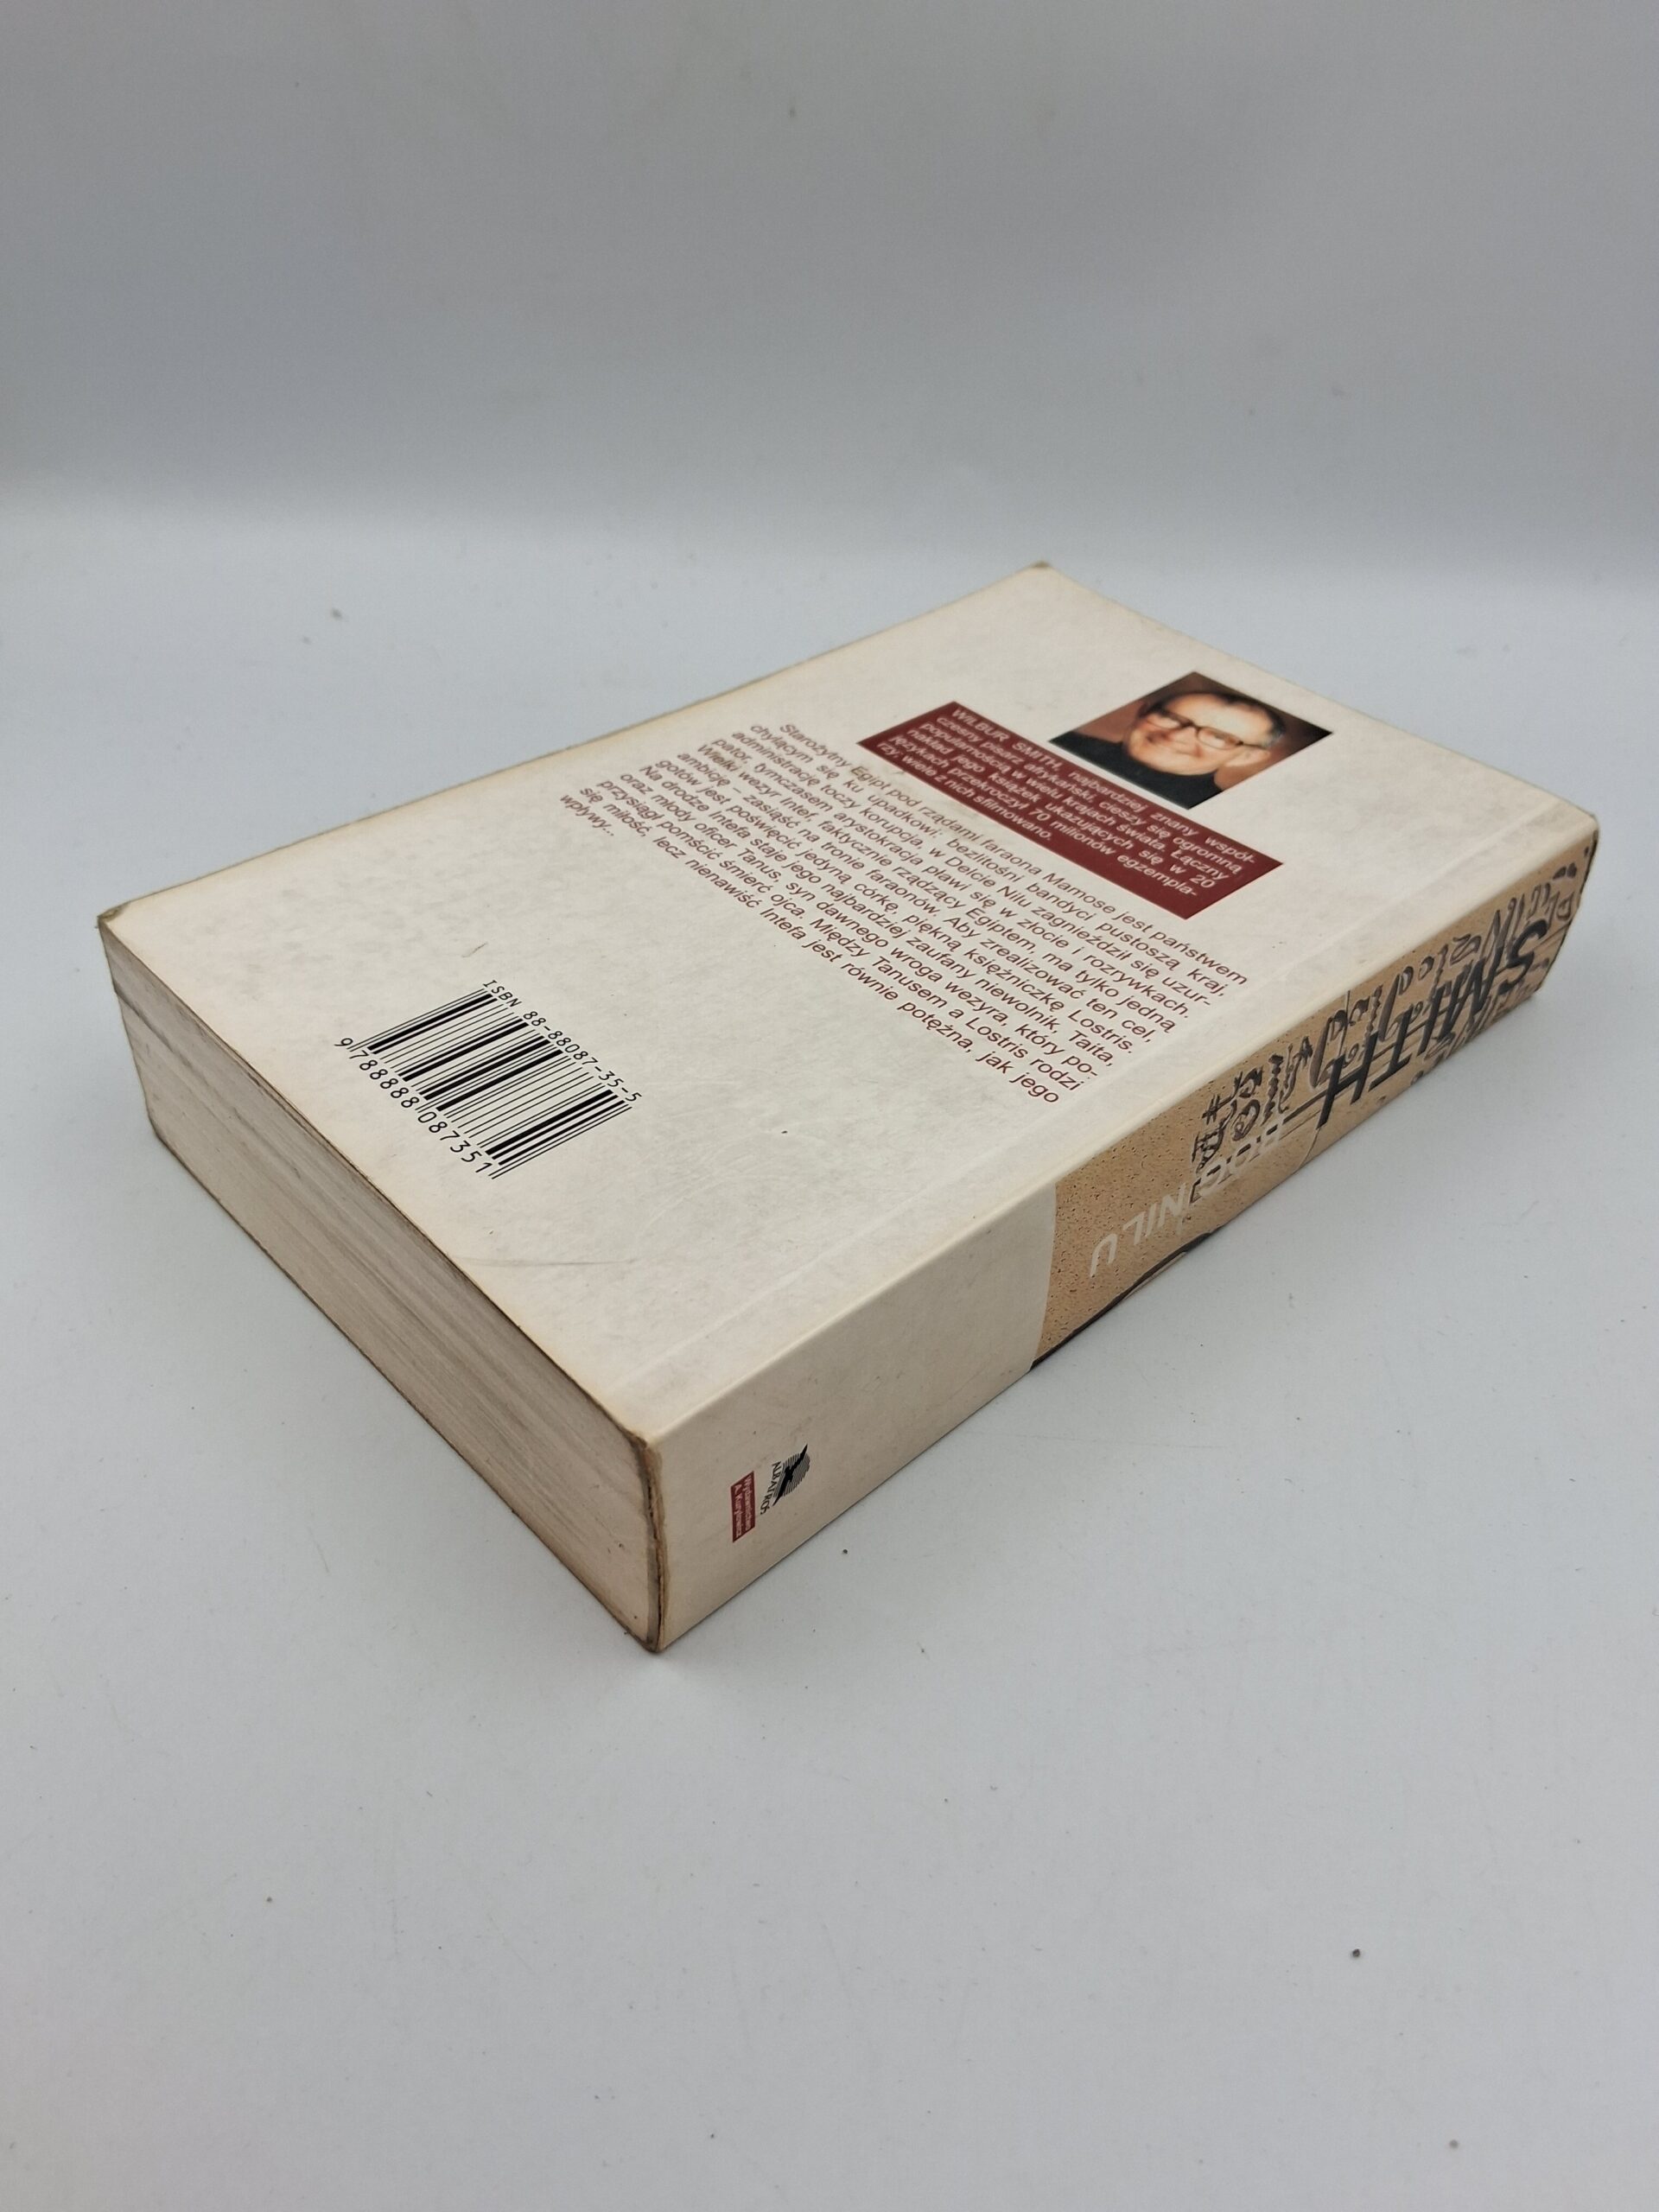 WILBUR SMITH, najbardziej znany współ-
czesny pisarz afrykański, cieszy się ogromną
popularnością w wielu krajach świata. Łączny
nakład jego książek ukazujących się w 20
językach przekroczył 70 milionów egzempla-
rzy, wiele z nich sfilmowano.
Starożytny Egipt pod rządami faraona Mamose jest państwem
chylącym się ku upadkowi: bezlitośni bandyci pustoszą kraj,
administrację toczy korupcja, w Delcie Nilu zagnieździł się uzur-
pator, tymczasem arystokracja pławi się w złocie i rozrywkach.
Wielki wezyr Intef, faktycznie rządzący Egiptem, ma tylko jedną
ambicję – zasiąść na tronie faraonów. Aby zrealizować ten cel,
gotów jest poświęcić jedyną córkę, piękną księżniczkę Lostris.
Na drodze Intefa staje jego najbardziej zaufany niewolnik, Taita,
oraz młody oficer Tanus, syn dawnego wroga wezyra, który po-
przysiągł pomścić śmierć ojca. Między Tanusem a Lostris rodzi
się miłość, lecz nienawiść Intefa jest równie potężna, jak jego
wpływy...
ISBN 88-88087-35-5
9788888087351
SMITH
BÓG NILU
ALBATROS
Wydawnictwo
A. Kuryłowicz